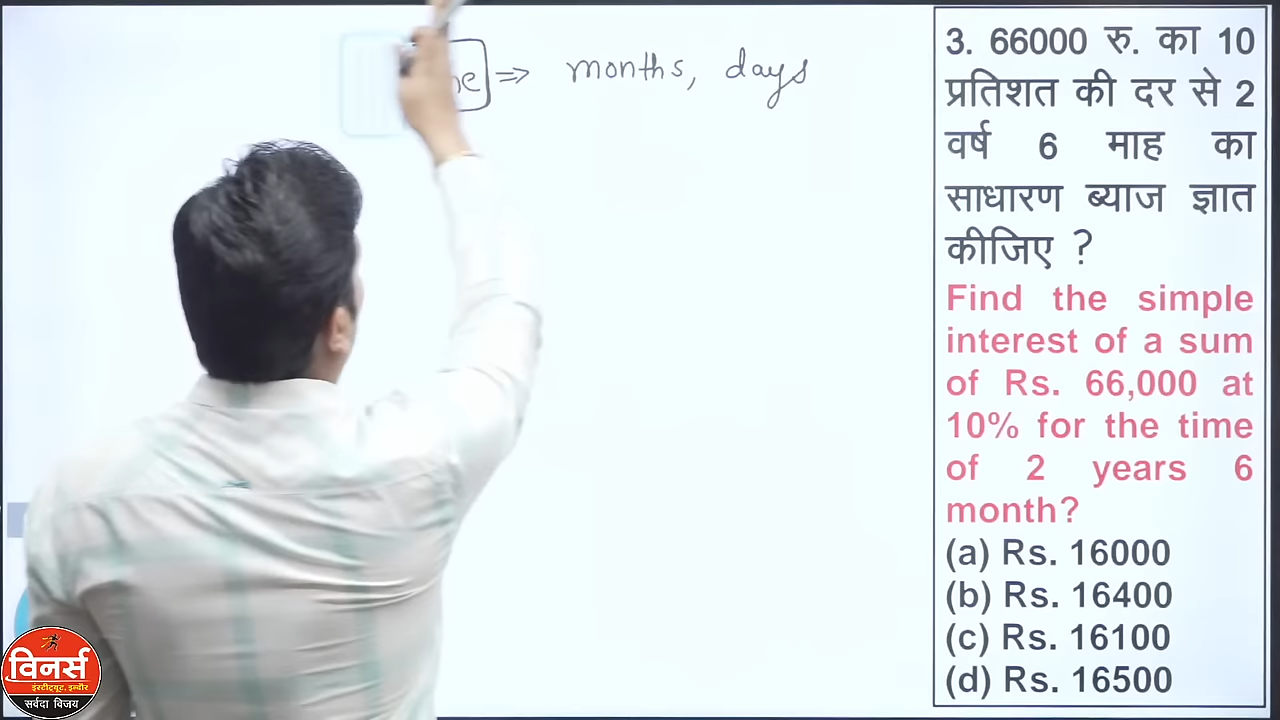 ⇒ months, days
3. 66000 रु. का 10
प्रतिशत की दर से 2
वर्ष 6 माह का
साधारण ब्याज ज्ञात
कीजिए ?
Find the simple
interest of a sum
of Rs. 66,000 at
10% for the time
of 2 years 6
month?
(a) Rs. 16000
(b) Rs. 16400
(c) Rs. 16100
(d) Rs. 16500
विनर्स
इंस्टीट्यूट, इन्दौर
सर्वदा विजय